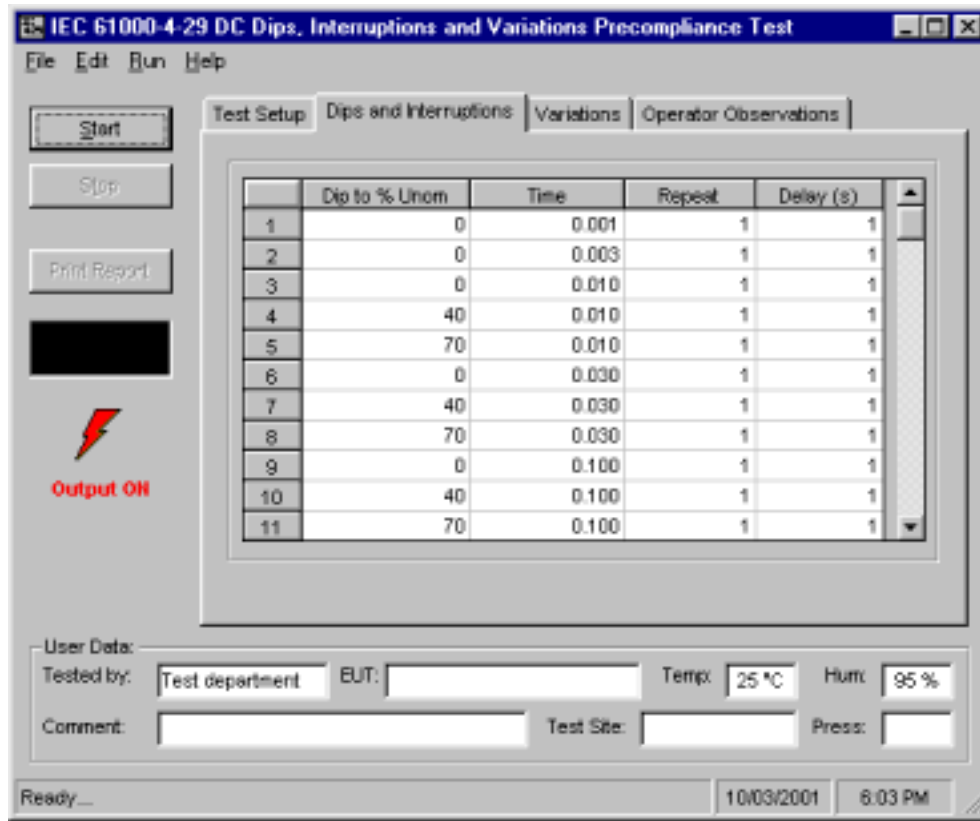 IEC 61000-4-29 DC Dips, Interruptions and Variations Precompliance Test
File Edit Run Help
Start
Stop
Print Report
Output ON
Test Setup Dips and Interruptions Variations Operator Observations
Dip to % Unom Time Repeat Delay (s)
1 0 0.001 1 1
2 0 0.003 1 1
3 0 0.010 1 1
4 40 0.010 1 1
5 70 0.010 1 1
6 0 0.030 1 1
7 40 0.030 1 1
8 70 0.030 1 1
9 0 0.100 1 1
10 40 0.100 1 1
11 70 0.100 1 1
User Data:
Tested by: Test department EUT: Temp: 25 °C Hum: 95 %
Comment: Test Site: Press:
Ready... 10/03/2001 6:03 PM